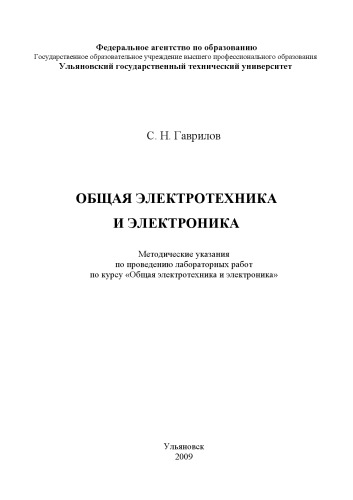 Федеральное агентство по образованию
Государственное образовательное учреждение высшего профессионального образования
Ульяновский государственный технический университет
С. Н. Гаврилов
ОБЩАЯ ЭЛЕКТРОТЕХНИКА
И ЭЛЕКТРОНИКА
Методические указания
по проведению лабораторных работ
по курсу «Общая электротехника и электроника»
Ульяновск
2009